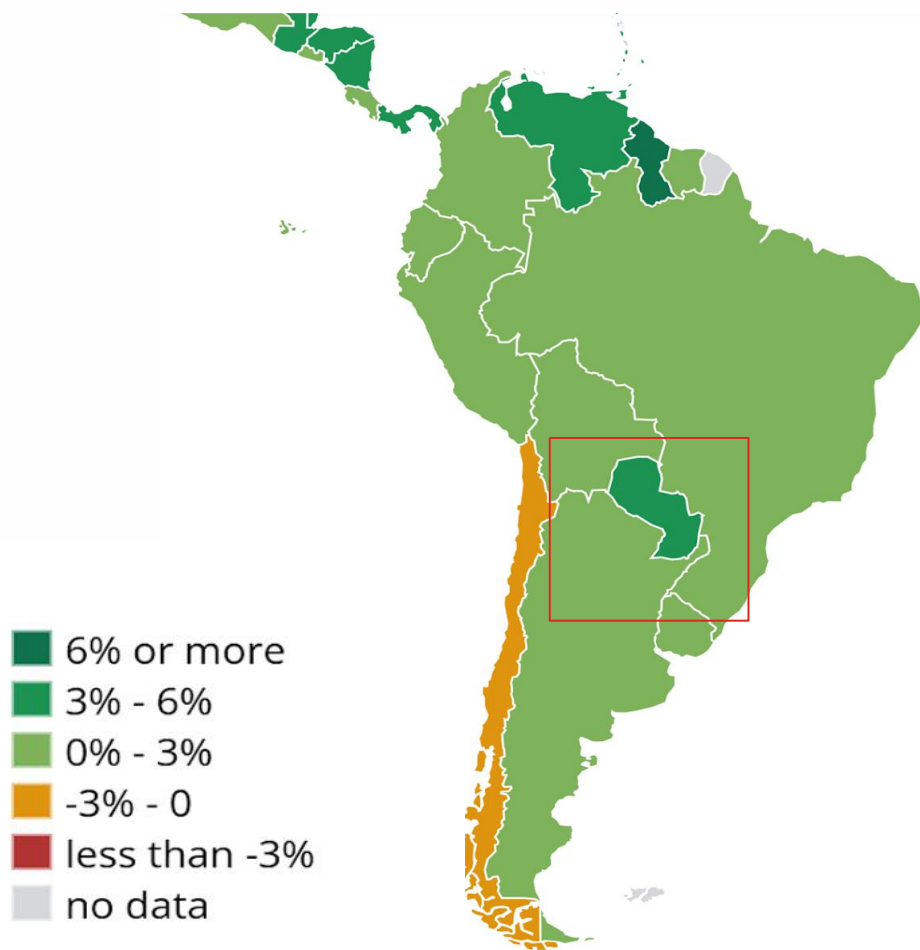 6% or more
3% - 6%
0% - 3%
-3% - 0
less than -3%
no data